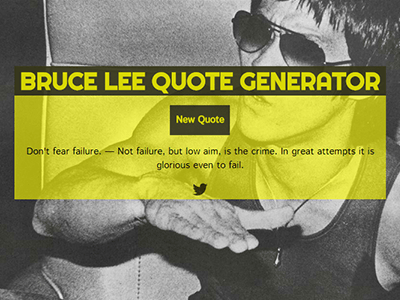 BRUCE LEE QUOTE GENERATOR
New Quote
Don't fear failure. — Not failure, but low aim, is the crime. In great attempts it is
glorious even to fail.